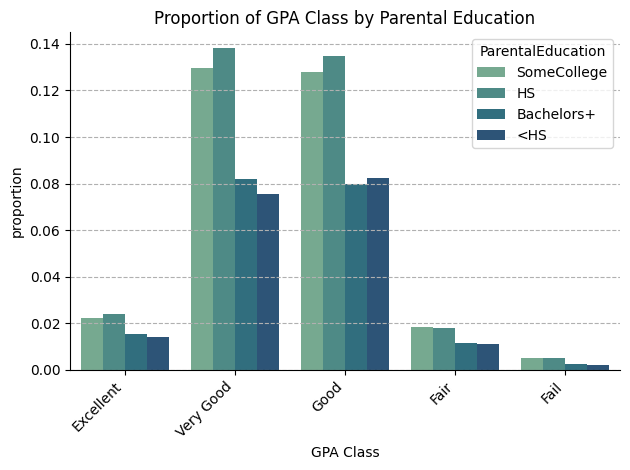 Proportion of GPA Class by Parental Education
ParentalEducation
SomeCollege
HS
Bachelors+
<HS
proportion
0.14
0.12
0.10
0.08
0.06
0.04
0.02
0.00
Excellent
Very Good
Good
Fair
Fail
GPA Class